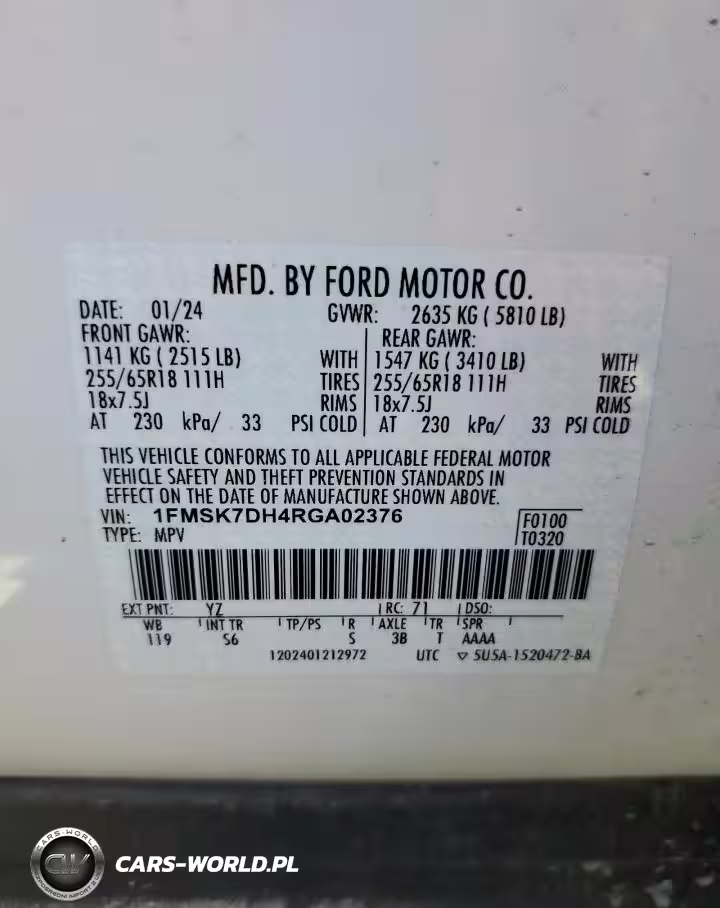 MFD. BY FORD MOTOR CO.
DATE: 01/24 GVWR: 2635 KG ( 5810 LB)
FRONT GAWR: REAR GAWR:
1141 KG ( 2515 LB) WITH 1547 KG ( 3410 LB) WITH
255/65R18 111H TIRES 255/65R18 111H TIRES
18x7.5J RIMS 18x7.5J RIMS
AT 230 kPa/ 33 PSI COLD AT 230 kPa/ 33 PSI COLD
THIS VEHICLE CONFORMS TO ALL APPLICABLE FEDERAL MOTOR
VEHICLE SAFETY AND THEFT PREVENTION STANDARDS IN
EFFECT ON THE DATE OF MANUFACTURE SHOWN ABOVE.
VIN: 1FMSK7DH4RGA02376 F0100
TYPE: MPV T0320
EXT PNT: YZ RC: 71 DSO:
WB INT TR TP/PS R AXLE TR SPR
119 S6 S 3B T AAAA
1202401212972 UTC ▽ 5U5A-1520472-BA
CARS-WORLD
CW
CARS-WORLD.PL